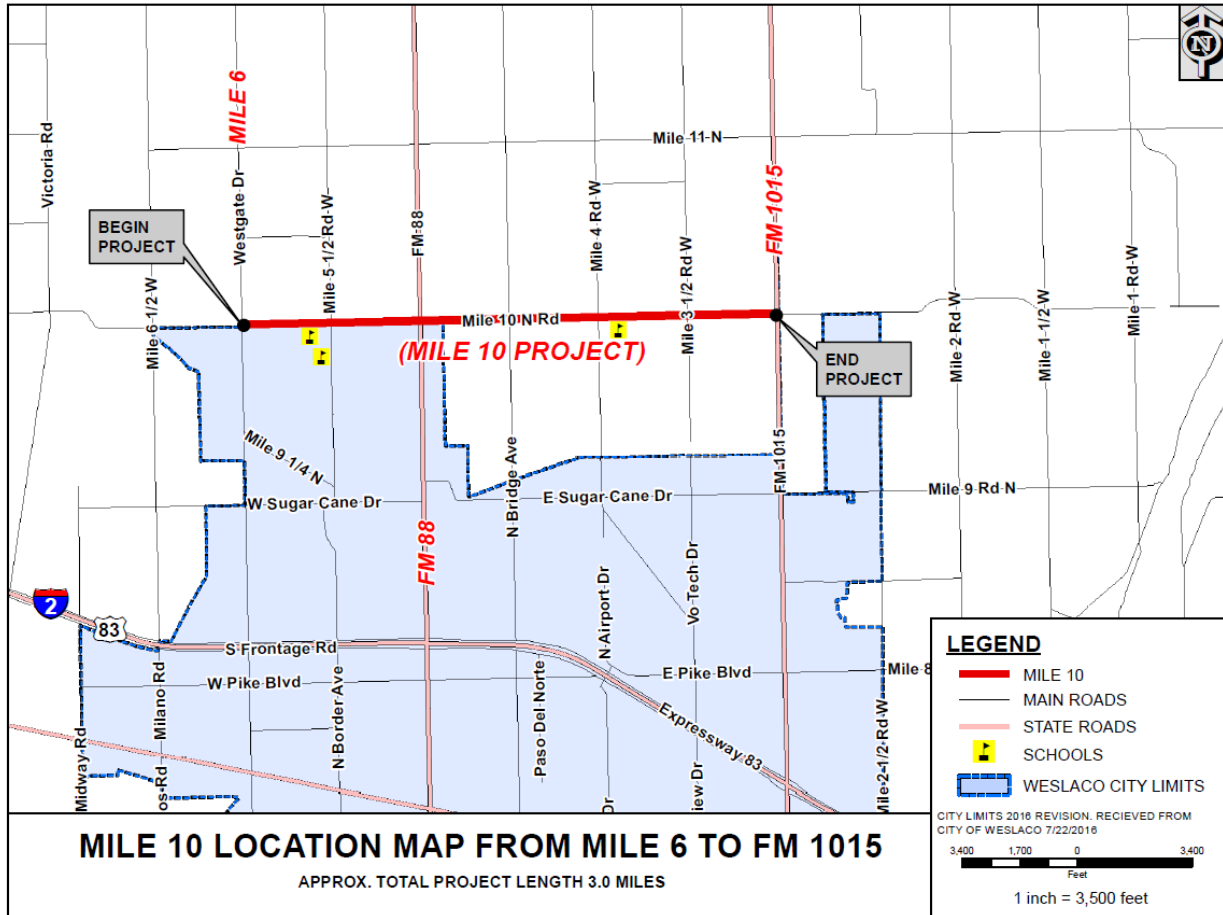 N
MILE 6
Mile 11 N
Victoria Rd
Westgate Dr
Mile 5 1/2 Rd W
FM-88
Mile 4 Rd W
Mile 3 1/2 Rd W
FM-1015
BEGIN
PROJECT
Mile 6 1/2 W
Mile 10 N Rd
(MILE 10 PROJECT)
END
PROJECT
Mile 2 Rd W
Mile 1 1/2 W
Mile 1 Rd W
Mile 9 1/4 N
W Sugar Cane Dr
E Sugar Cane Dr
FM-1015
Mile 9 Rd N
N Bridge Ave
FM-88
N Airport Dr
Vo Tech Dr
2
83
S Frontage Rd
W Pike Blvd
E Pike Blvd
Mile 8
Midway Rd
Milano Rd
os Rd
N Border Ave
Paso Del Norte
Expressway 83
Dr
iew Dr
Mile 2 1/2 Rd W
LEGEND
MILE 10
MAIN ROADS
STATE ROADS
SCHOOLS
WESLACO CITY LIMITS
CITY LIMITS 2016 REVISION. RECIEVED FROM
CITY OF WESLACO 7/22/2016
3,400 1,700 0 3,400
Feet
1 inch = 3,500 feet
MILE 10 LOCATION MAP FROM MILE 6 TO FM 1015
APPROX. TOTAL PROJECT LENGTH 3.0 MILES